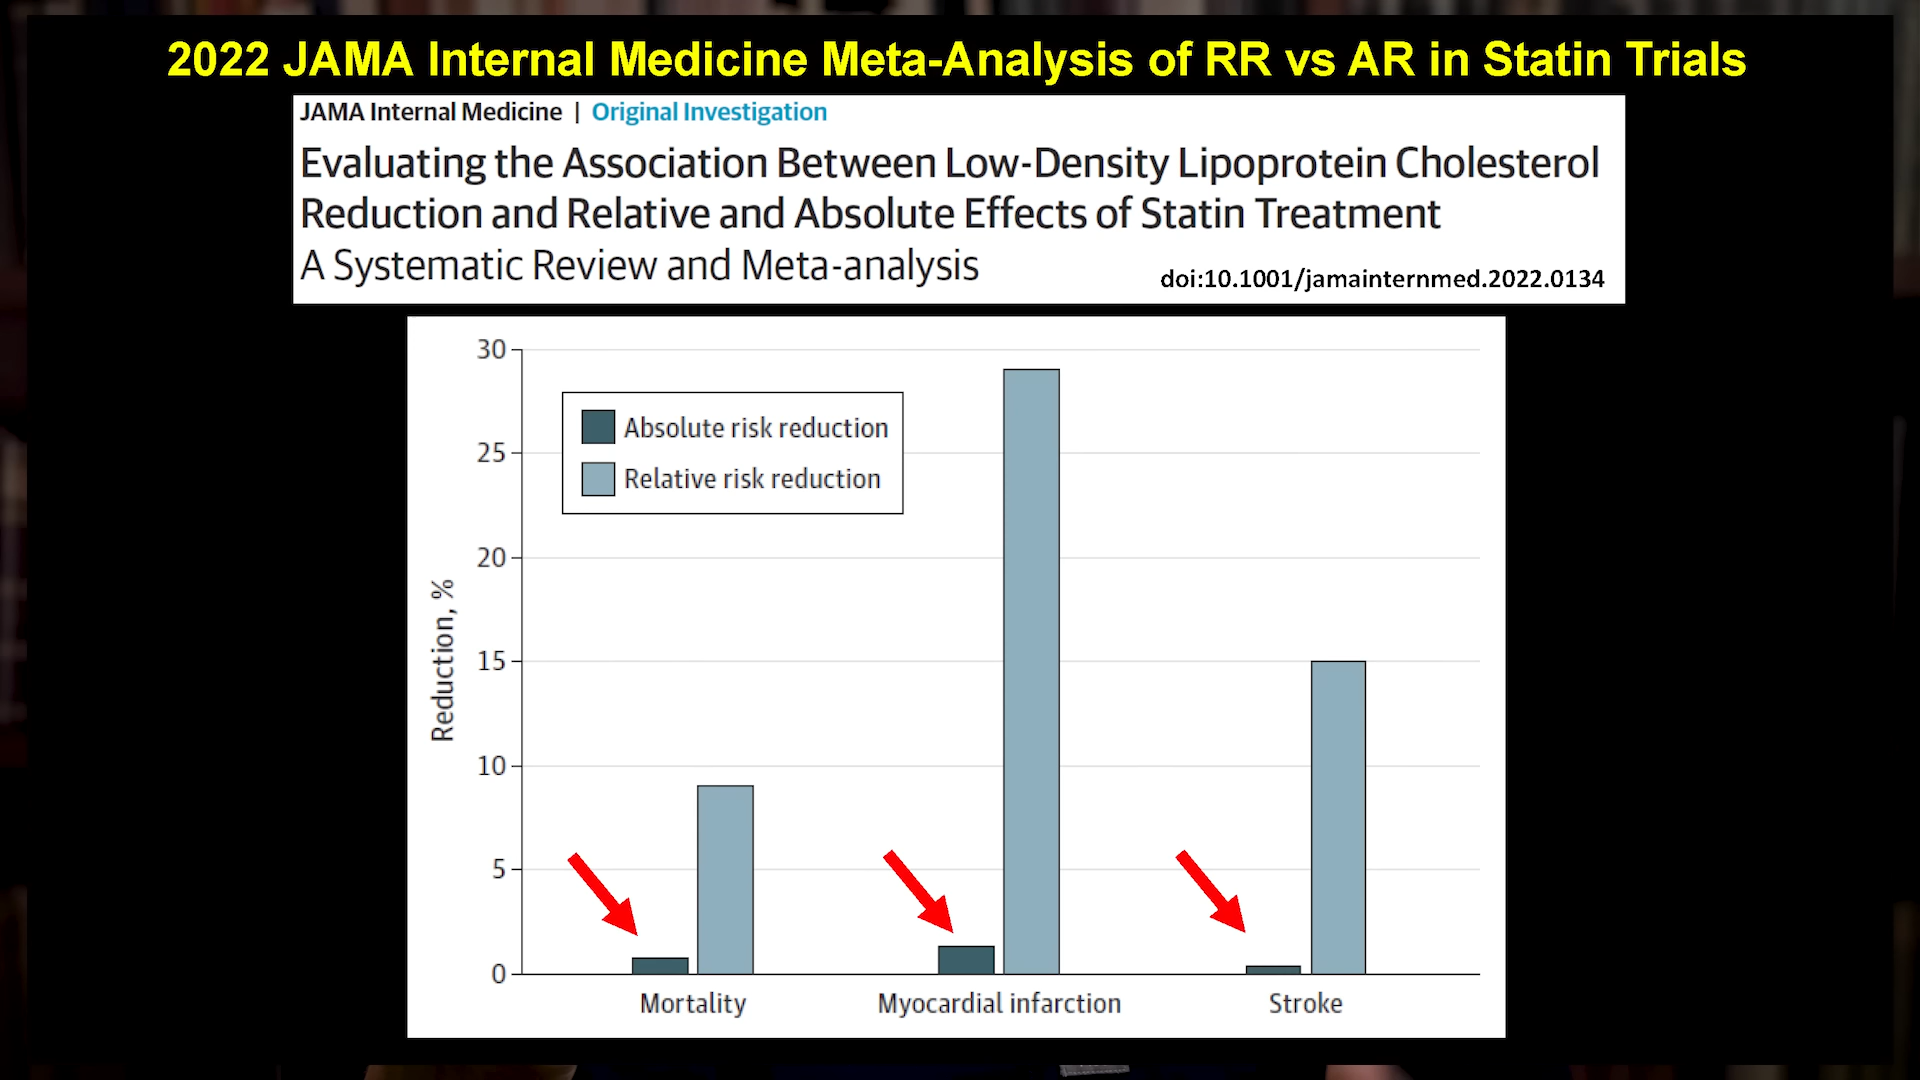 2022 JAMA Internal Medicine Meta-Analysis of RR vs AR in Statin Trials
JAMA Internal Medicine | Original Investigation
Evaluating the Association Between Low-Density Lipoprotein Cholesterol
Reduction and Relative and Absolute Effects of Statin Treatment
A Systematic Review and Meta-analysis
doi:10.1001/jamainternmed.2022.0134
30
25
20
15
10
5
0
Reduction, %
Absolute risk reduction
Relative risk reduction
Mortality
Myocardial infarction
Stroke